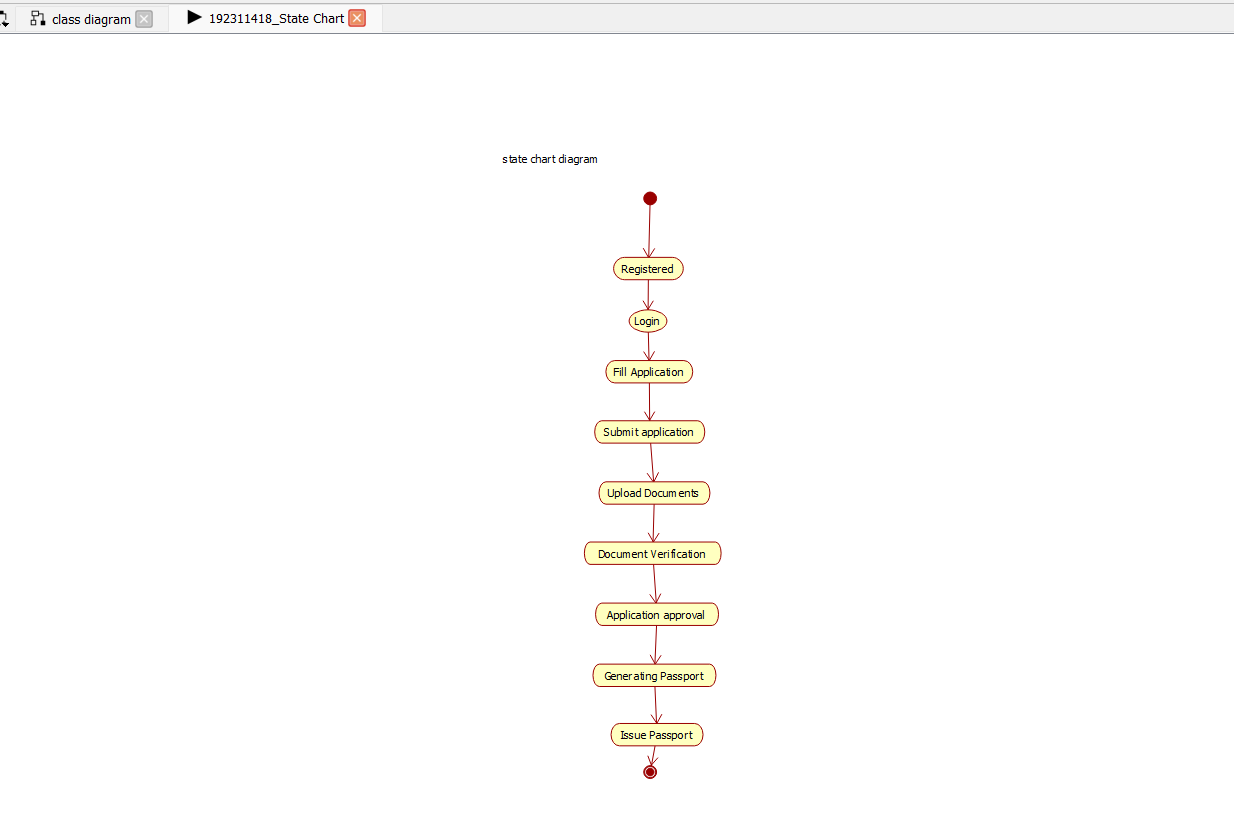 class diagram
192311418_State Chart
state chart diagram
Registered
Login
Fill Application
Submit application
Upload Documents
Document Verification
Application approval
Generating Passport
Issue Passport